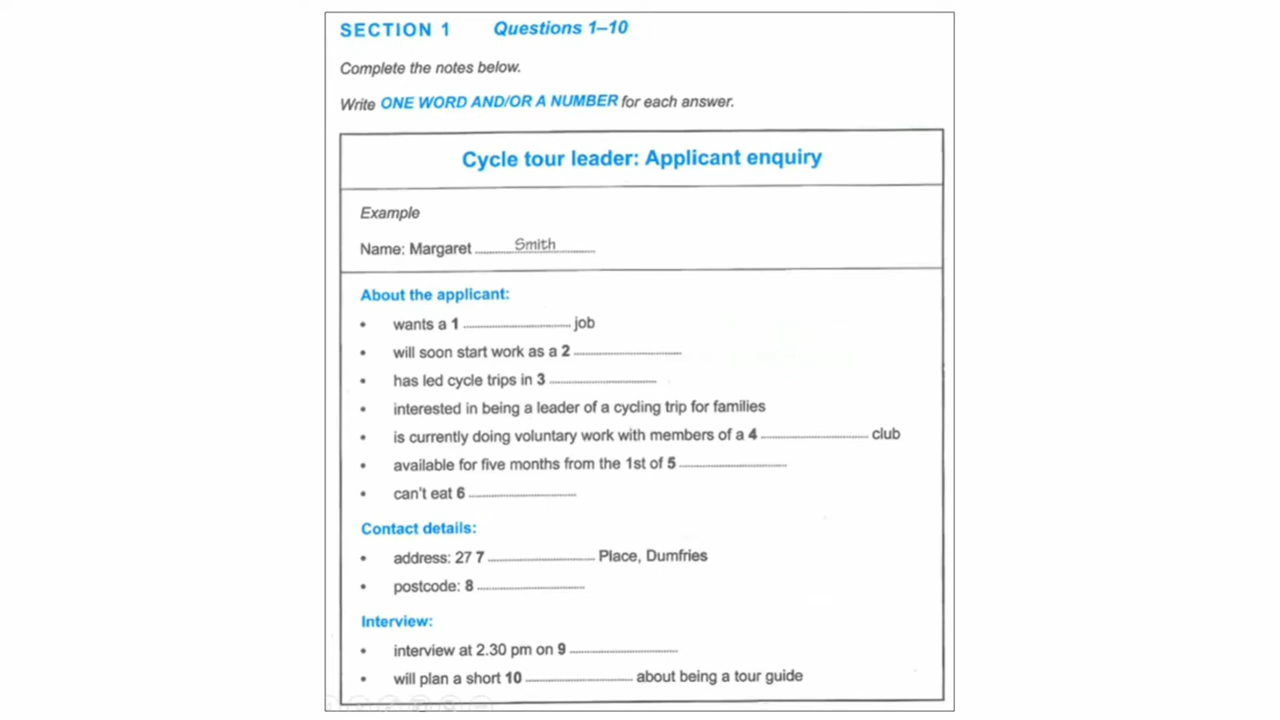 SECTION 1 Questions 1–10
Complete the notes below.
Write ONE WORD AND/OR A NUMBER for each answer.
Cycle tour leader: Applicant enquiry
Example
Name: Margaret ........ Smith ........
About the applicant:
• wants a 1 ........................ job
• will soon start work as a 2 ........................
• has led cycle trips in 3 ........................
• interested in being a leader of a cycling trip for families
• is currently doing voluntary work with members of a 4 ........................ club
• available for five months from the 1st of 5 ........................
• can't eat 6 ........................
Contact details:
• address: 27 7 ........................ Place, Dumfries
• postcode: 8 ........................
Interview:
• interview at 2.30 pm on 9 ........................
• will plan a short 10 ........................ about being a tour guide